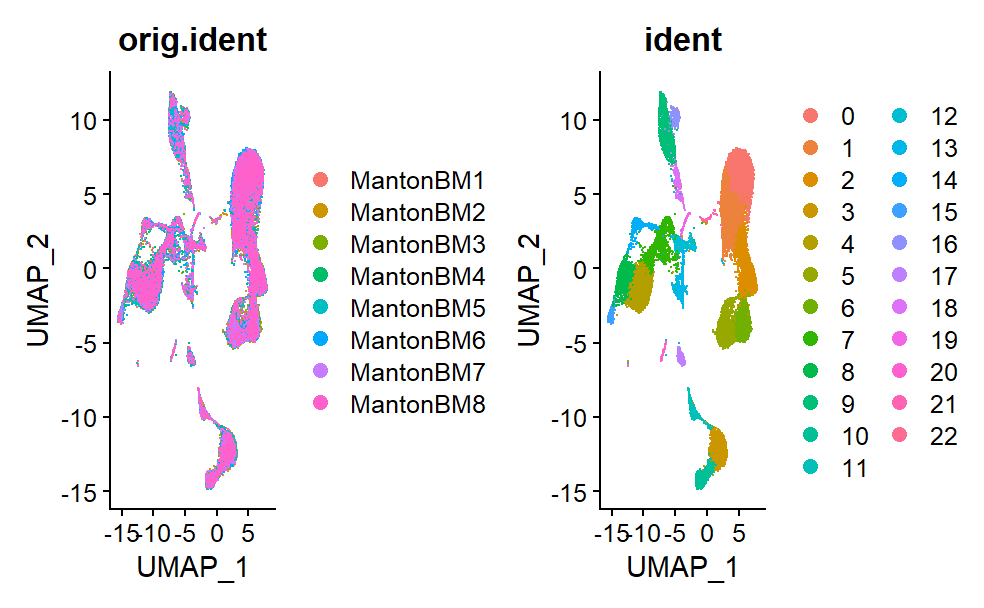 orig.ident
UMAP_2
10
5
0
-5
-10
-15
-15 -10 -5 0 5
UMAP_1
MantonBM1
MantonBM2
MantonBM3
MantonBM4
MantonBM5
MantonBM6
MantonBM7
MantonBM8
ident
UMAP_2
10
5
0
-5
-10
-15
-15 -10 -5 0 5
UMAP_1
0 12
1 13
2 14
3 15
4 16
5 17
6 18
7 19
8 20
9 21
10 22
11